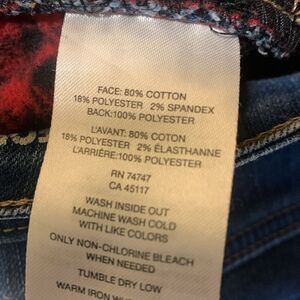 FACE: 80% COTTON
18% POLYESTER 2% SPANDEX
BACK:100% POLYESTER
L'AVANT: 80% COTON
18% POLYESTER 2% ÉLASTHANNE
L'ARRIÈRE:100% POLYESTER
RN 74747
CA 45117
WASH INSIDE OUT
MACHINE WASH COLD
WITH LIKE COLORS
ONLY NON-CHLORINE BLEACH
WHEN NEEDED
TUMBLE DRY LOW
WARM IRON